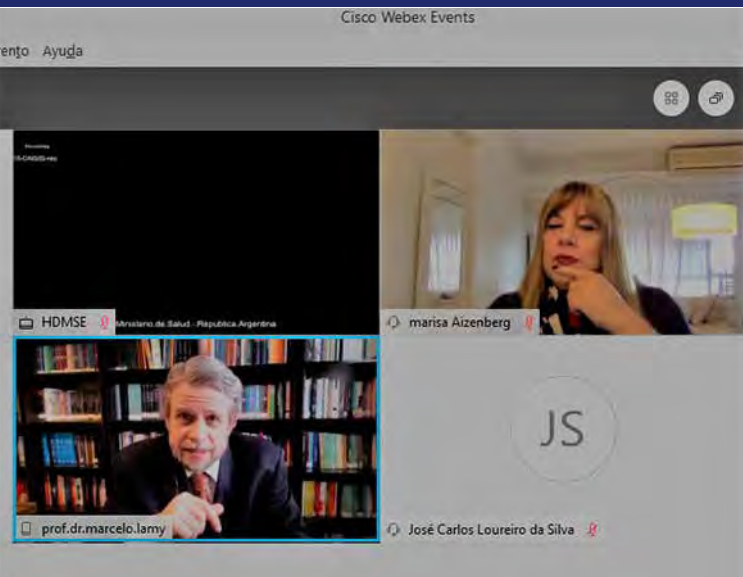 Cisco Webex Events
ento Ayuda
HDMSE
Ministerio de Salud - Republica Argentina
marisa Aizenberg
JS
prof.dr.marcelo.lamy
José Carlos Loureiro da Silva